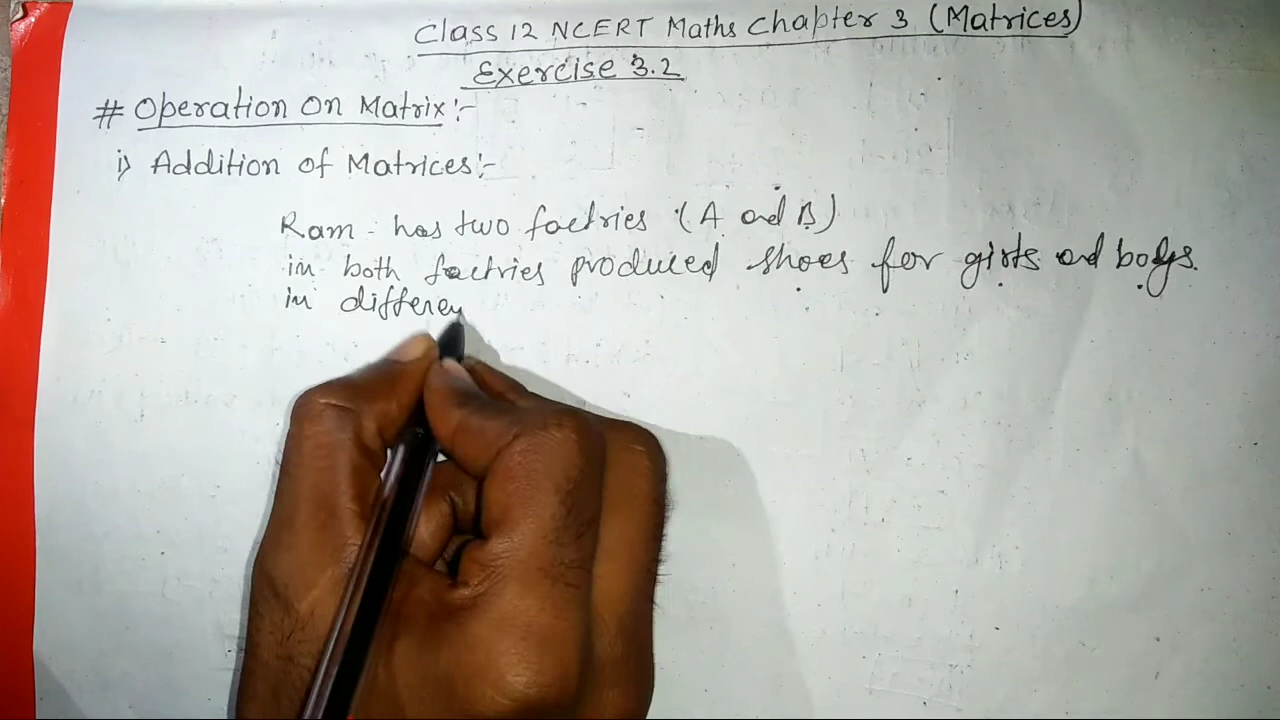 Class 12 NCERT Maths Chapter 3 (Matrices)
Exercise 3.2
# Operation On Matrix:-
i) Addition of Matrices:-
Ram has two factries (A and B)
in both factries produced shoes for girls and boys.
in differen